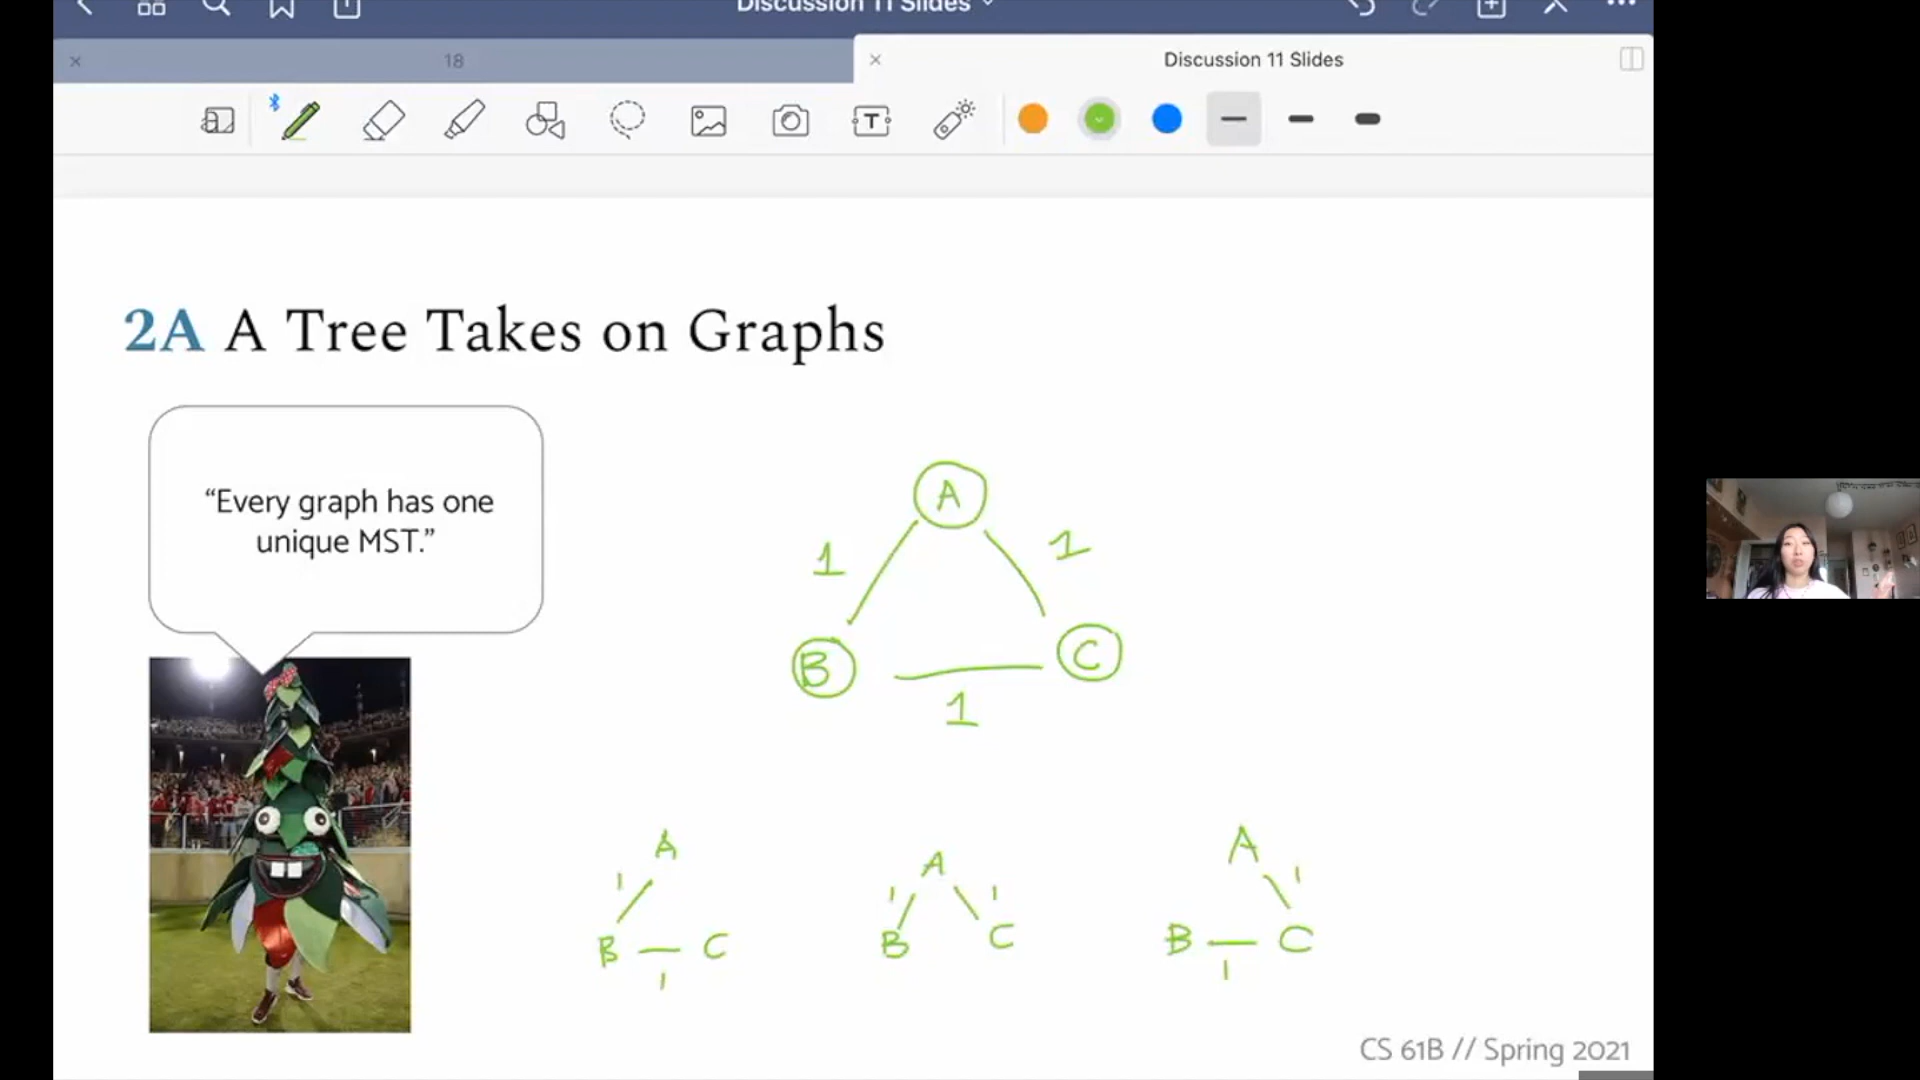 Discussion 11 Slides
18
Discussion 11 Slides
T
2A A Tree Takes on Graphs
“Every graph has one
unique MST.”
A
1 1
B C
1
A
1
B C
1
A
1 1
B C
A
1
B C
1
CS 61B // Spring 2021